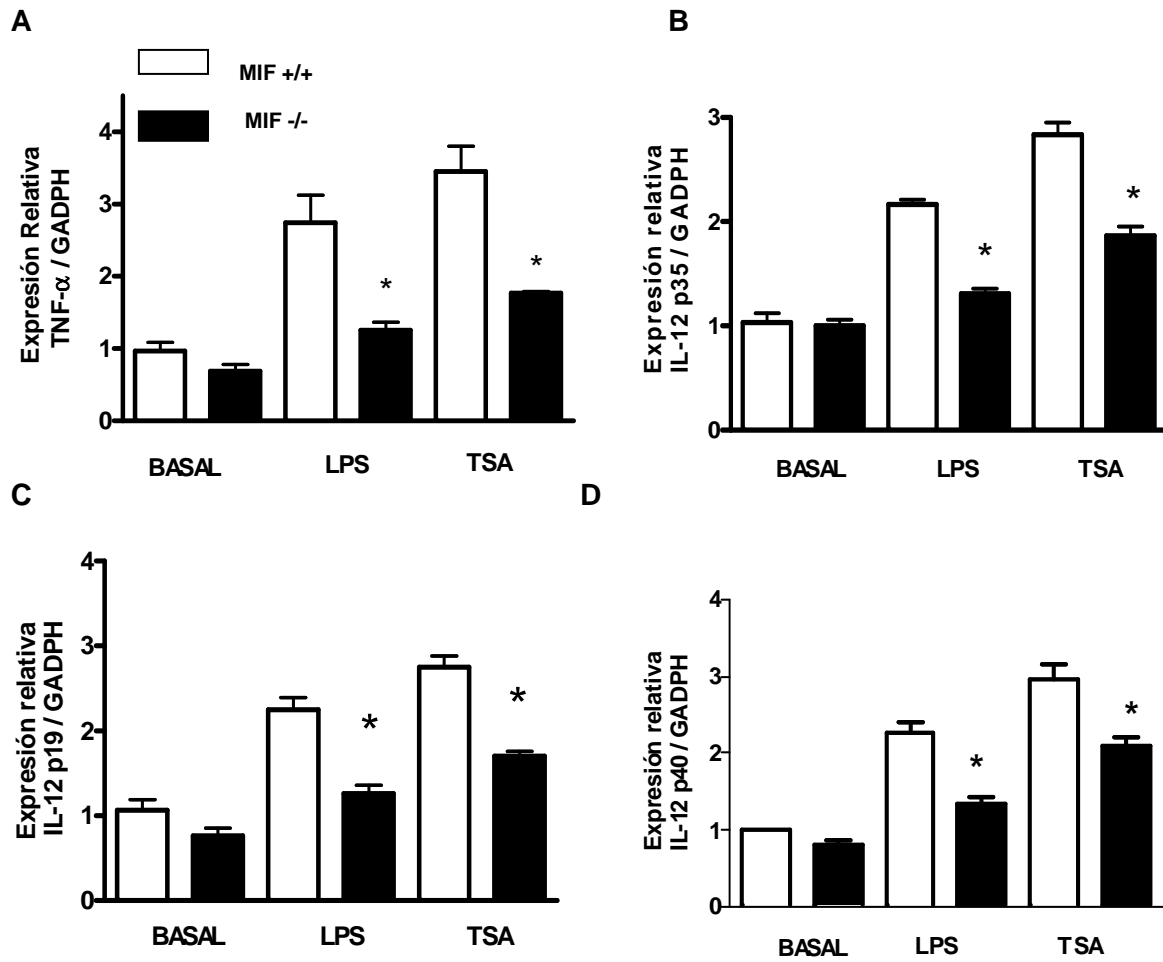 A
MIF +/+
MIF -/-
Expresión Relativa
TNF-α / GADPH
4
3
2
1
0
*
*
BASAL LPS TSA
B
Expresión relativa
IL-12 p35 / GADPH
3
2
1
0
*
*
BASAL LPS TSA
C
Expresión relativa
IL-12 p19 / GADPH
4
3
2
1
0
*
*
BASAL LPS TSA
D
Expresión relativa
IL-12 p40 / GADPH
4
3
2
1
0
*
*
BASAL LPS TSA